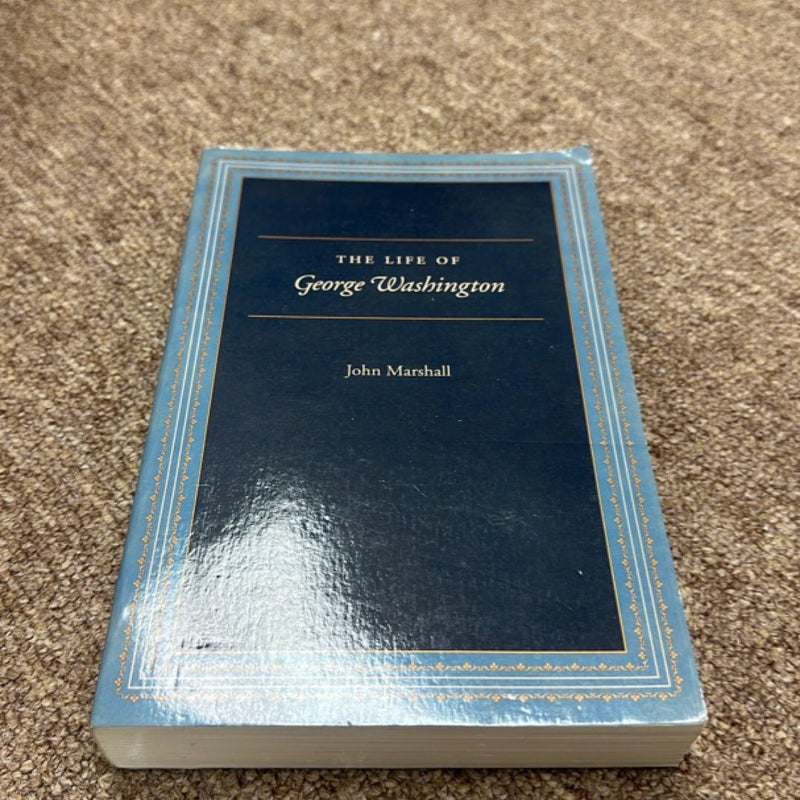 THE LIFE OF
George Washington
John Marshall